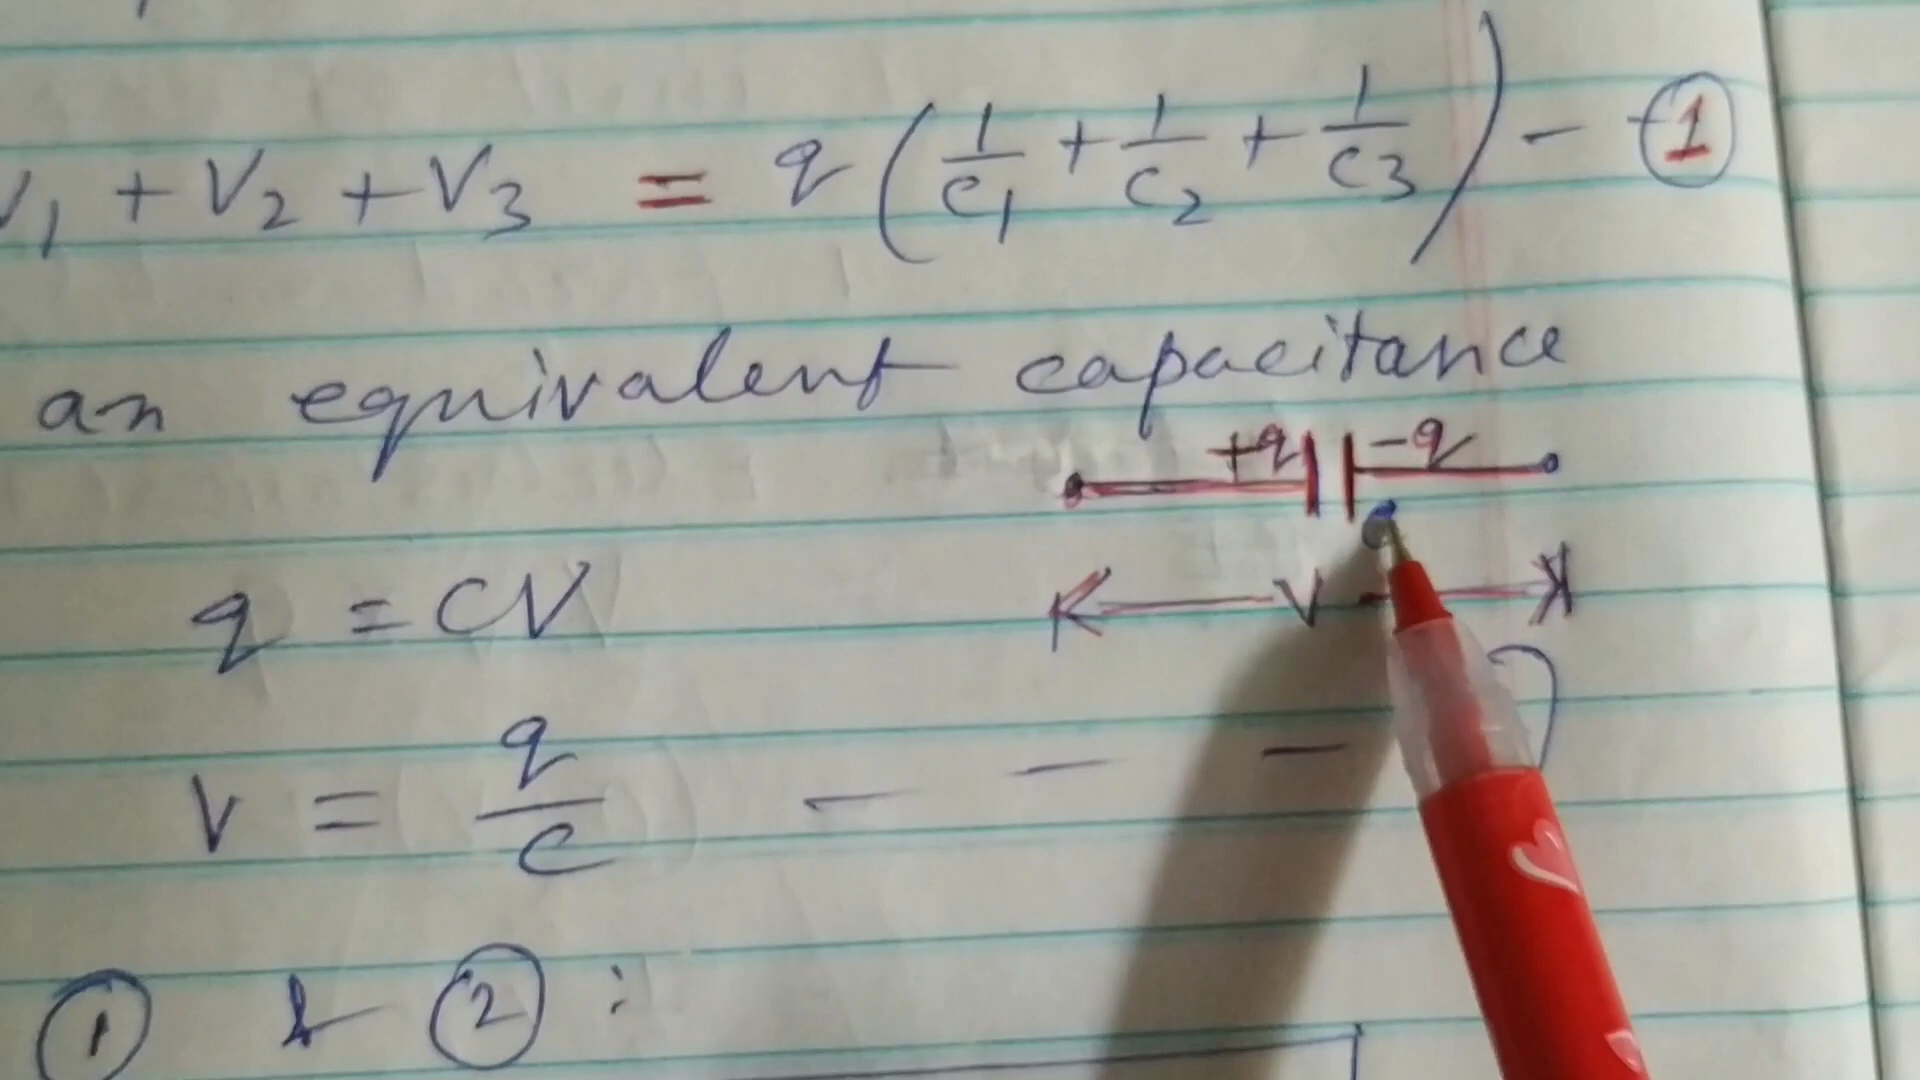 V₁ + V₂ + V₃ = q ( 1/C₁ + 1/C₂ + 1/C₃ ) - - ①
an equivalent capacitance
+q -q
q = CV
V
V = q/C - - -
① & ② :